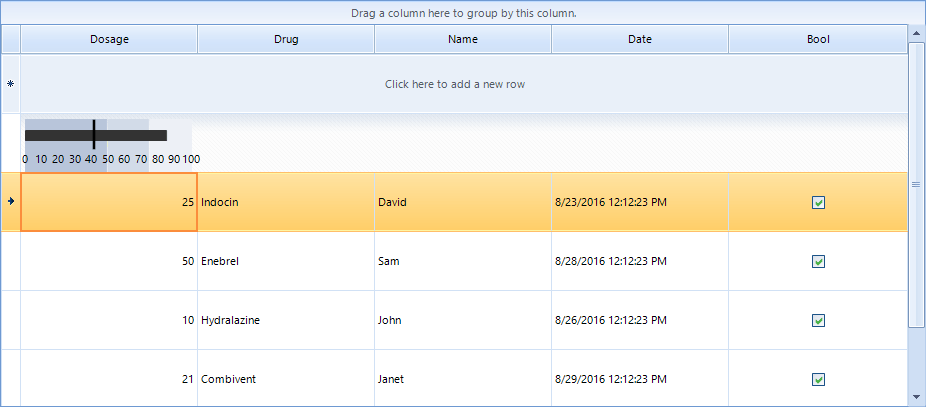 Drag a column here to group by this column.
Dosage Drug Name Date Bool
Click here to add a new row
0 10 20 30 40 50 60 70 80 90 100
25 Indocin David 8/23/2016 12:12:23 PM
50 Enebrel Sam 8/28/2016 12:12:23 PM
10 Hydralazine John 8/26/2016 12:12:23 PM
21 Combivent Janet 8/29/2016 12:12:23 PM